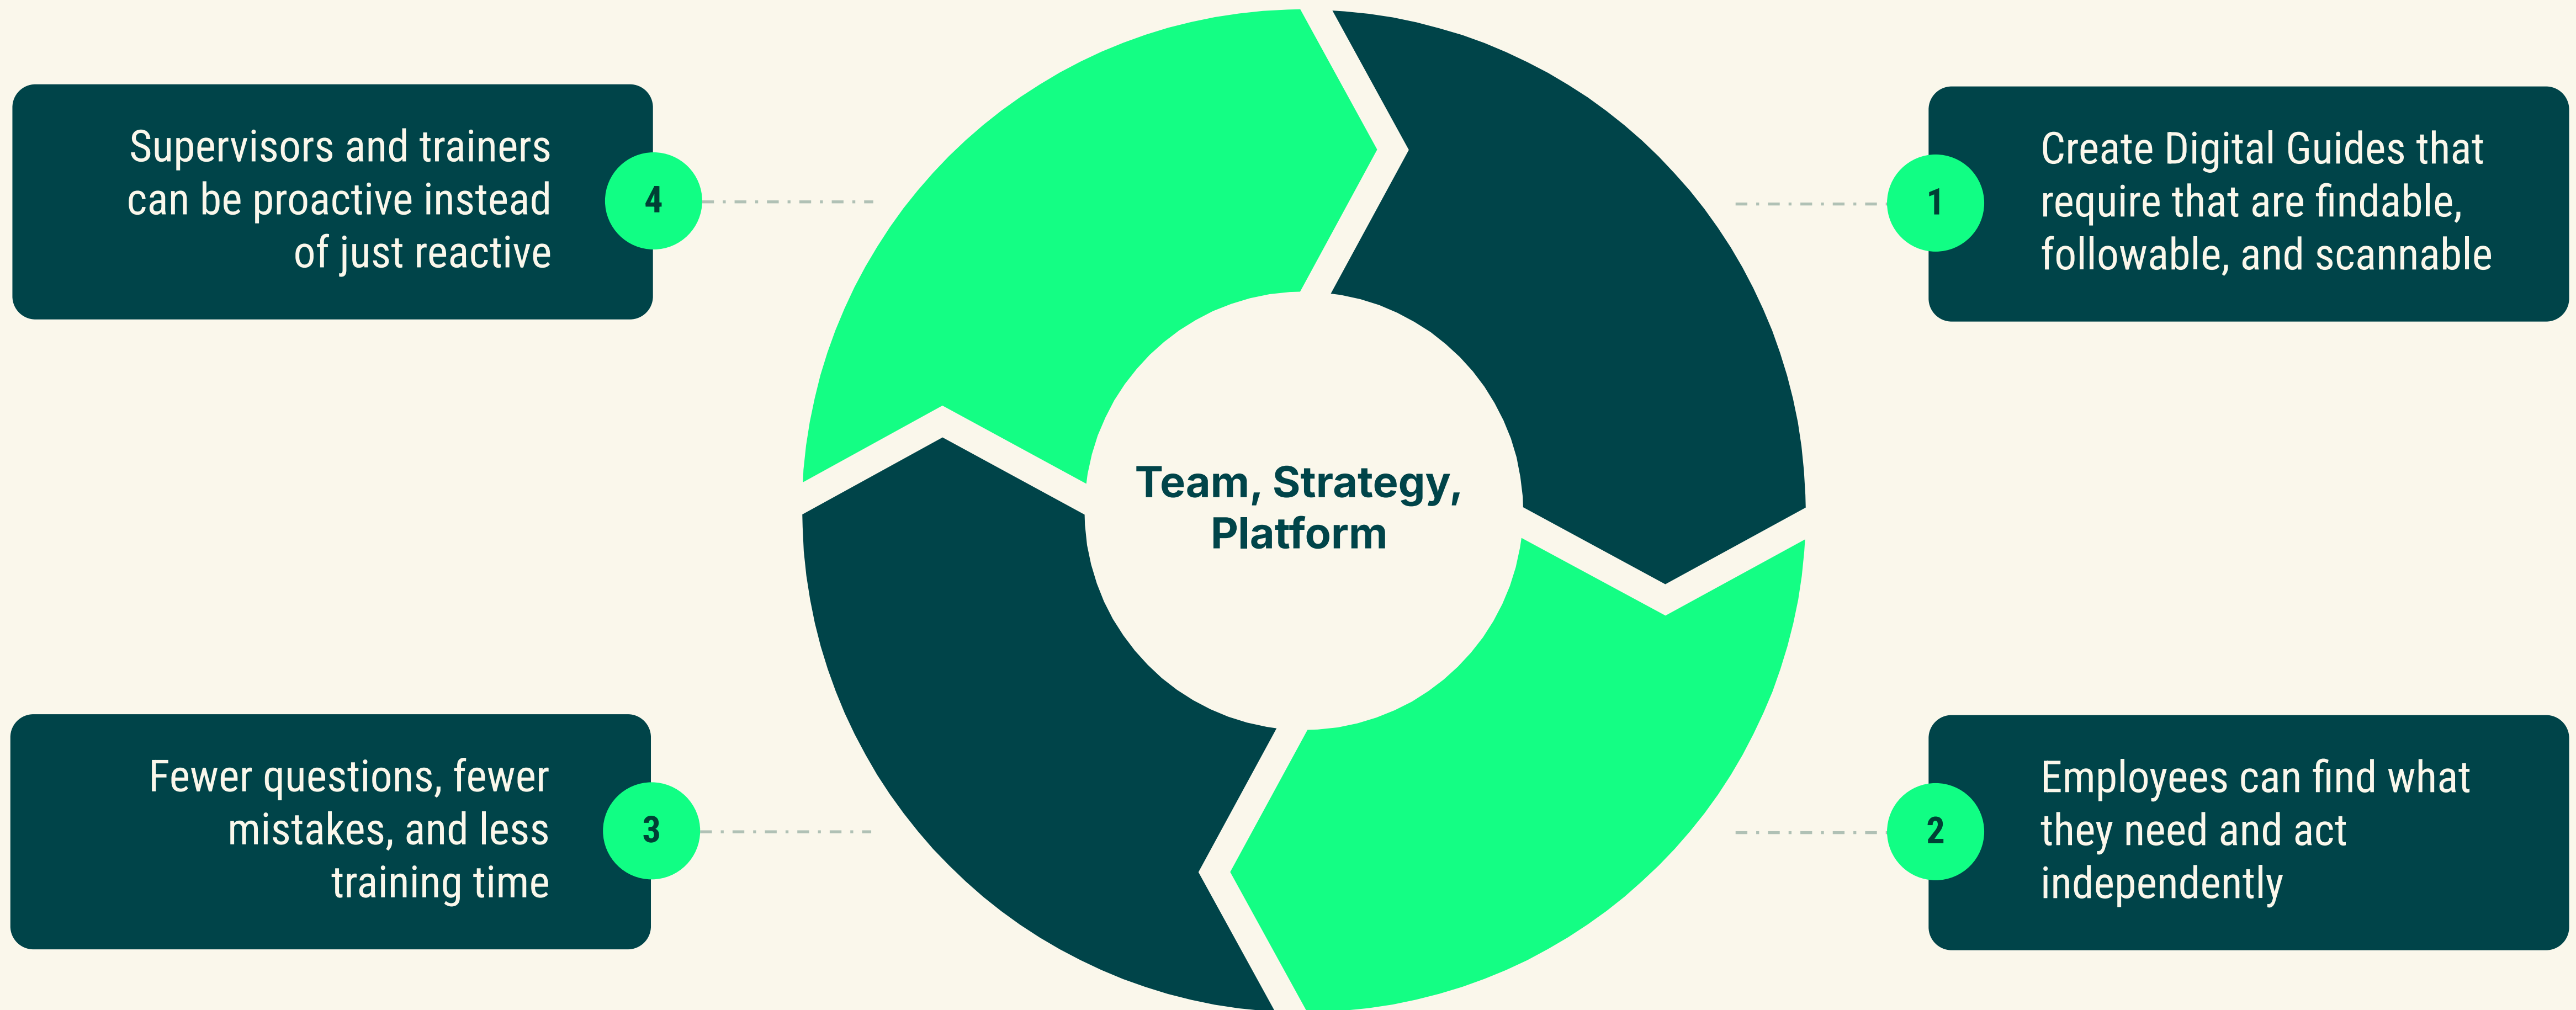 Supervisors and trainers
can be proactive instead
of just reactive
4
1
Create Digital Guides that
require that are findable,
followable, and scannable
Team, Strategy,
Platform
Fewer questions, fewer
mistakes, and less
training time
3
2
Employees can find what
they need and act
independently